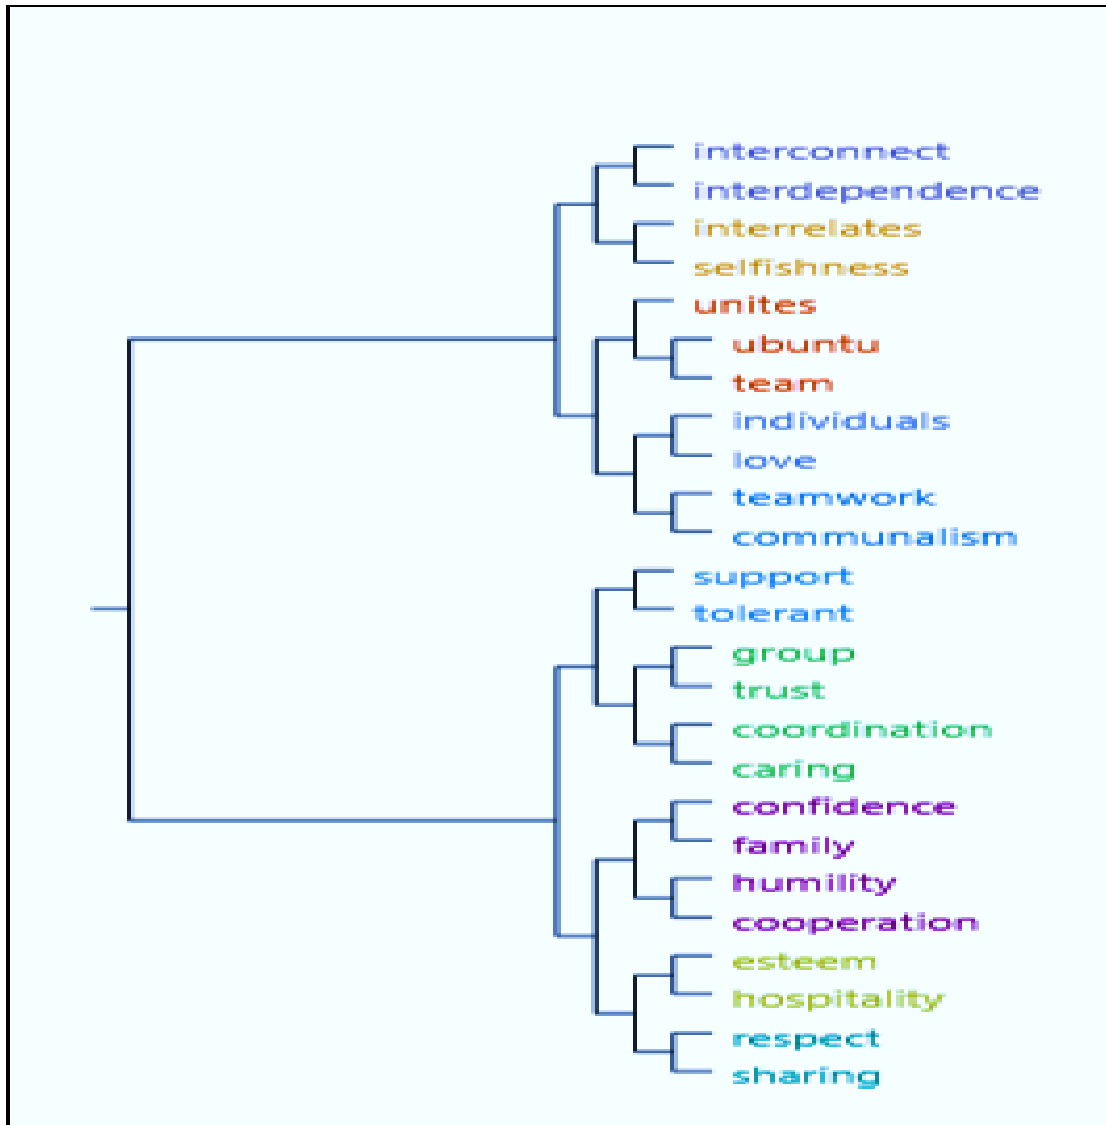 interconnect
interdependence
interrelates
selfishness
unites
ubuntu
team
individuals
love
teamwork
communalism
support
tolerant
group
trust
coordination
caring
confidence
family
humility
cooperation
esteem
hospitality
respect
sharing